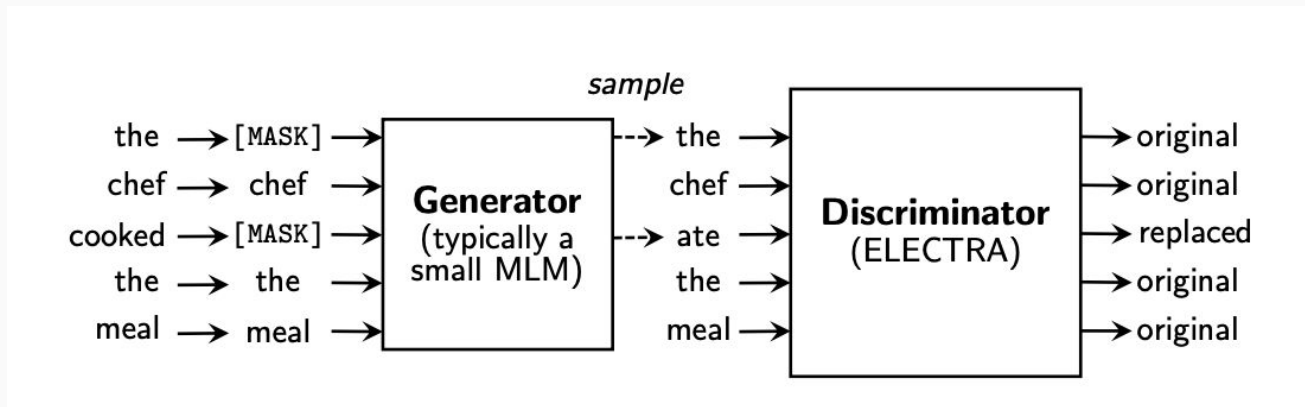 sample
the [MASK] the original
chef chef chef original
cooked [MASK] ate replaced
the the the original
meal meal meal original
Generator
(typically a
small MLM)
Discriminator
(ELECTRA)